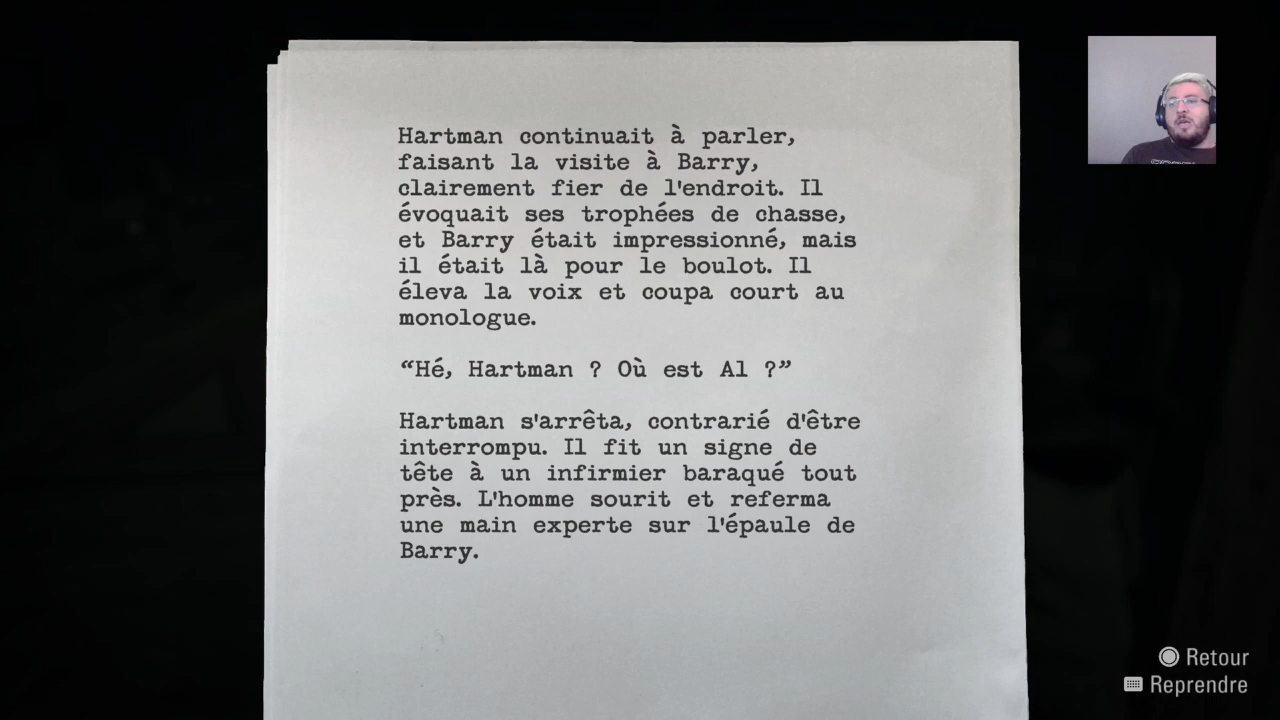 Hartman continuait à parler,
faisant la visite à Barry,
clairement fier de l'endroit. Il
évoquait ses trophées de chasse,
et Barry était impressionné, mais
il était là pour le boulot. Il
éleva la voix et coupa court au
monologue.
“Hé, Hartman ? Où est Al ?”
Hartman s'arrêta, contrarié d'être
interrompu. Il fit un signe de
tête à un infirmier baraqué tout
près. L'homme sourit et referma
une main experte sur l'épaule de
Barry.
Retour
Reprendre